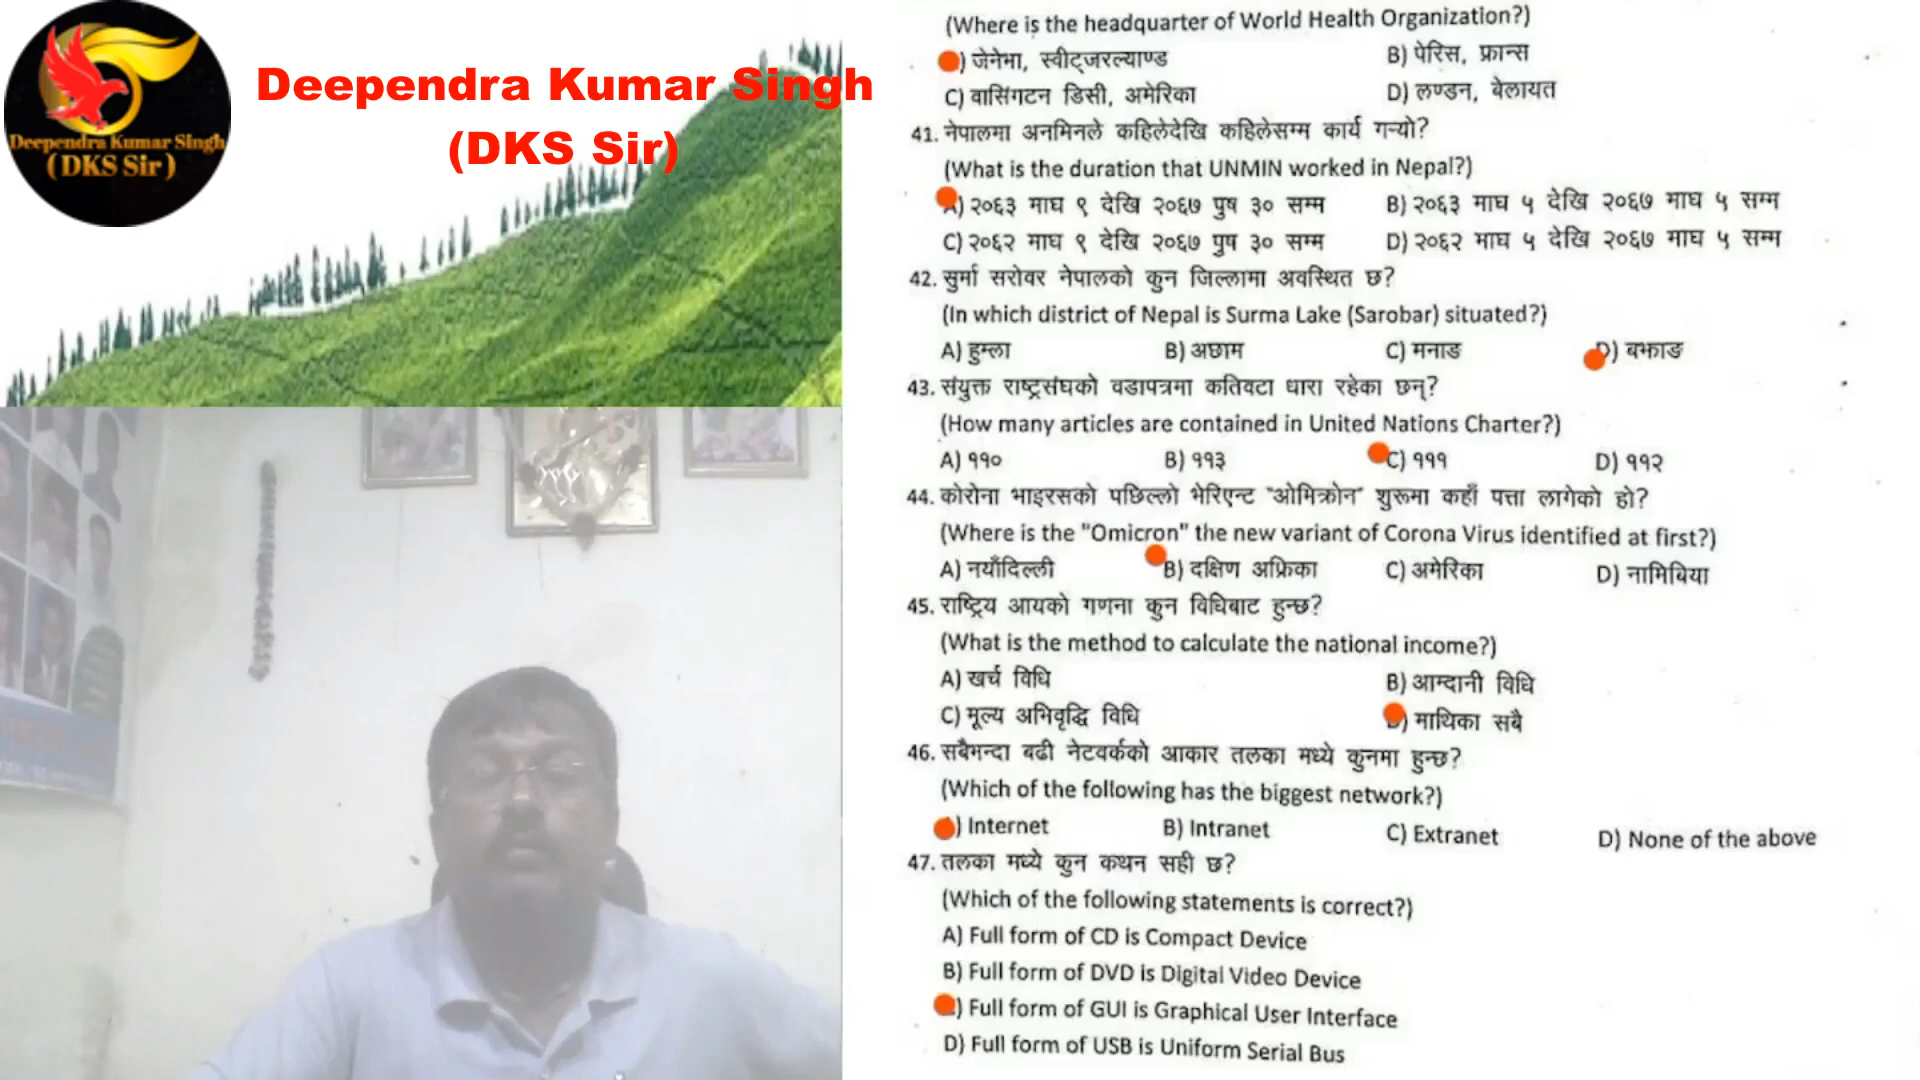 Deependra Kumar Singh
(DKS Sir)
Deependra Kumar Singh
(DKS Sir)
(Where is the headquarter of World Health Organization?)
) जेनेभा, स्वीट्जरल्याण्ड B) पेरिस, फ्रान्स
C) वासिंगटन डिसी, अमेरिका D) लण्डन, बेलायत
41. नेपालमा अनमिनले कहिलेदेखि कहिलेसम्म कार्य गर्‍यो?
(What is the duration that UNMIN worked in Nepal?)
A) २०६३ माघ ९ देखि २०६७ पुष ३० सम्म B) २०६३ माघ ५ देखि २०६७ माघ ५ सम्म
C) २०६२ माघ ९ देखि २०६७ पुष ३० सम्म D) २०६२ माघ ५ देखि २०६७ माघ ५ सम्म
42. सुर्मा सरोवर नेपालको कुन जिल्लामा अवस्थित छ?
(In which district of Nepal is Surma Lake (Sarobar) situated?)
A) हुम्ला B) अछाम C) मनाङ D) बझाङ
43. संयुक्त राष्ट्रसंघको वडापत्रमा कतिवटा धारा रहेका छन्?
(How many articles are contained in United Nations Charter?)
A) ११० B) ११३ C) १११ D) ११२
44. कोरोना भाइरसको पछिल्लो भेरिएन्ट "ओमिक्रोन" शुरूमा कहाँ पत्ता लागेको हो?
(Where is the "Omicron" the new variant of Corona Virus identified at first?)
A) नयाँदिल्ली B) दक्षिण अफ्रिका C) अमेरिका D) नामिबिया
45. राष्ट्रिय आयको गणना कुन विधिबाट हुन्छ?
(What is the method to calculate the national income?)
A) खर्च विधि B) आम्दानी विधि
C) मूल्य अभिवृद्धि विधि D) माथिका सबै
46. सबैभन्दा बढी नेटवर्कको आकार तलका मध्ये कुनमा हुन्छ?
(Which of the following has the biggest network?)
) Internet B) Intranet C) Extranet D) None of the above
47. तलका मध्ये कुन कथन सही छ?
(Which of the following statements is correct?)
A) Full form of CD is Compact Device
B) Full form of DVD is Digital Video Device
) Full form of GUI is Graphical User Interface
D) Full form of USB is Uniform Serial Bus